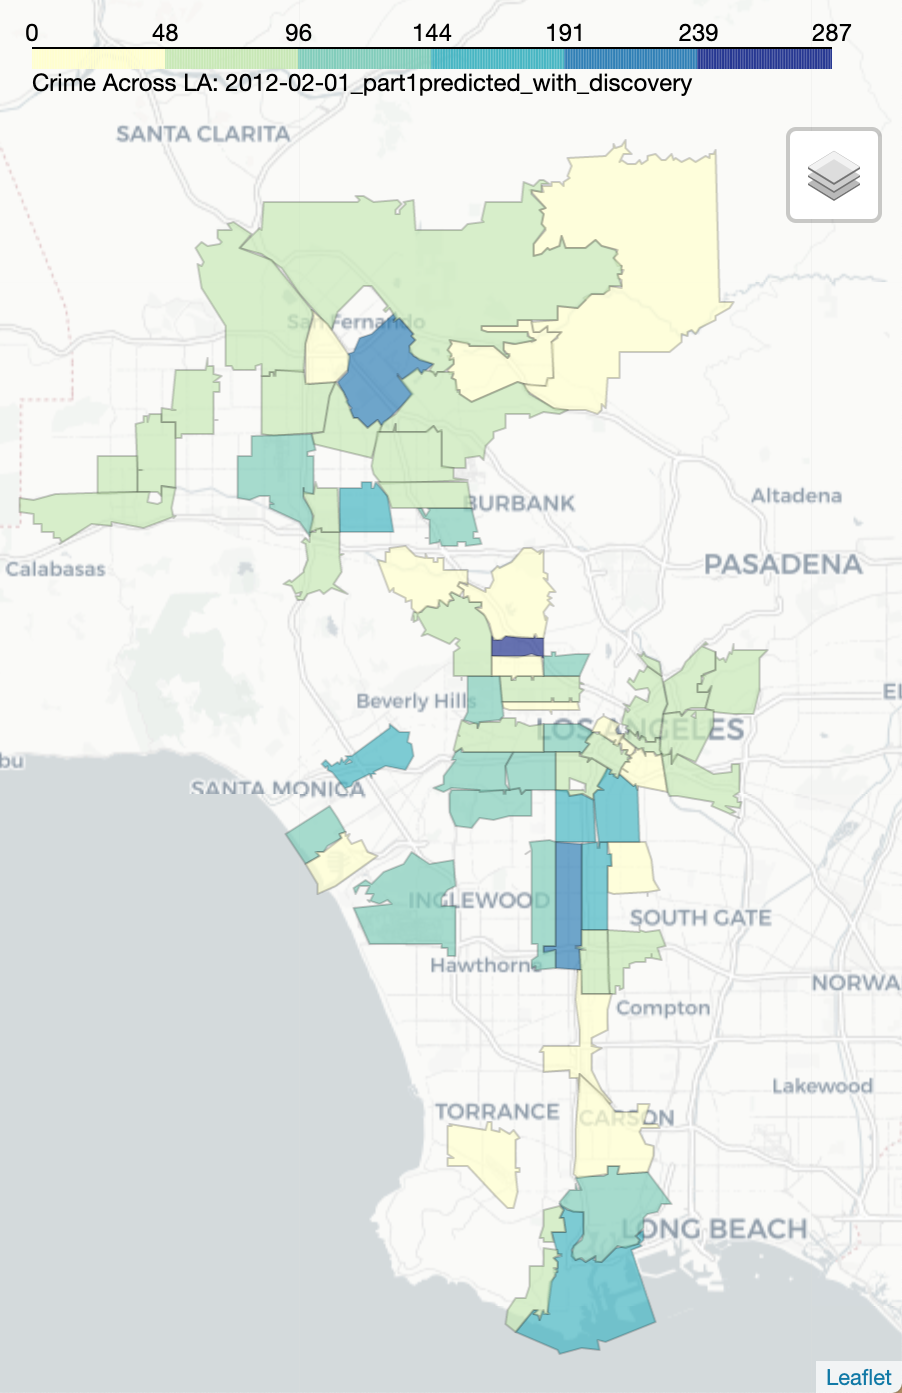 0 48 96 144 191 239 287
Crime Across LA: 2012-02-01_part1predicted_with_discovery
SANTA CLARITA
San Fernando
BURBANK
Altadena
PASADENA
Calabasas
Beverly Hills
LOS ANGELES
SANTA MONICA
INGLEWOOD
SOUTH GATE
Hawthorne
NORWA
Compton
Lakewood
TORRANCE
CARSON
LONG BEACH
Leaflet